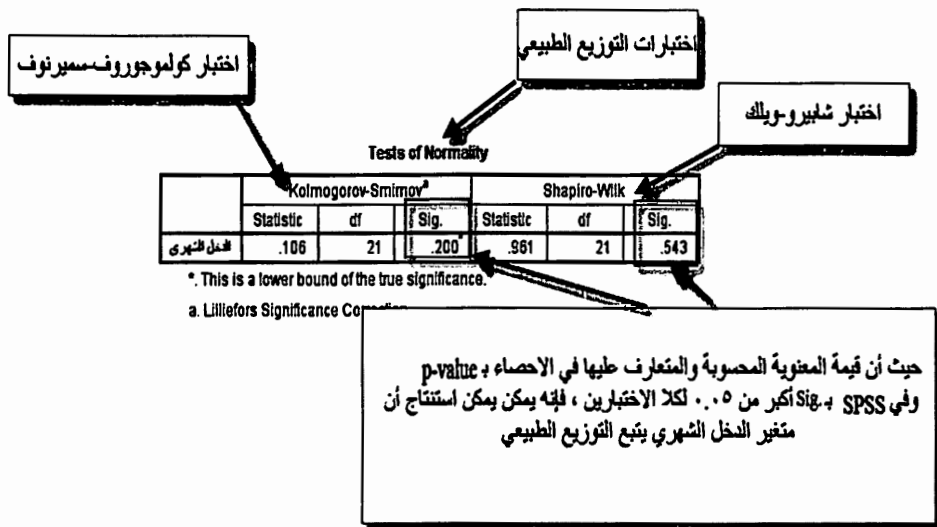 اختبارات التوزيع الطبيعي
اختبار كولموجوروف-سميرنوف
اختبار شابيرو-ويلك
Tests of Normality
Kolmogorov-Smirnovª Shapiro-Wilk
Statistic df Sig. Statistic df Sig.
الدخل الشهري .106 21 .200* .961 21 .543
*. This is a lower bound of the true significance.
a. Lilliefors Significance
حيث أن قيمة المعنوية المحسوبة والمتعارف عليها في الاحصاء بـ p-value
وفي SPSS بـ Sig. أكبر من ٠.٠٥ لكلا الاختبارين ، فإنه يمكن يمكن استنتاج أن
متغير الدخل الشهري يتبع التوزيع الطبيعي